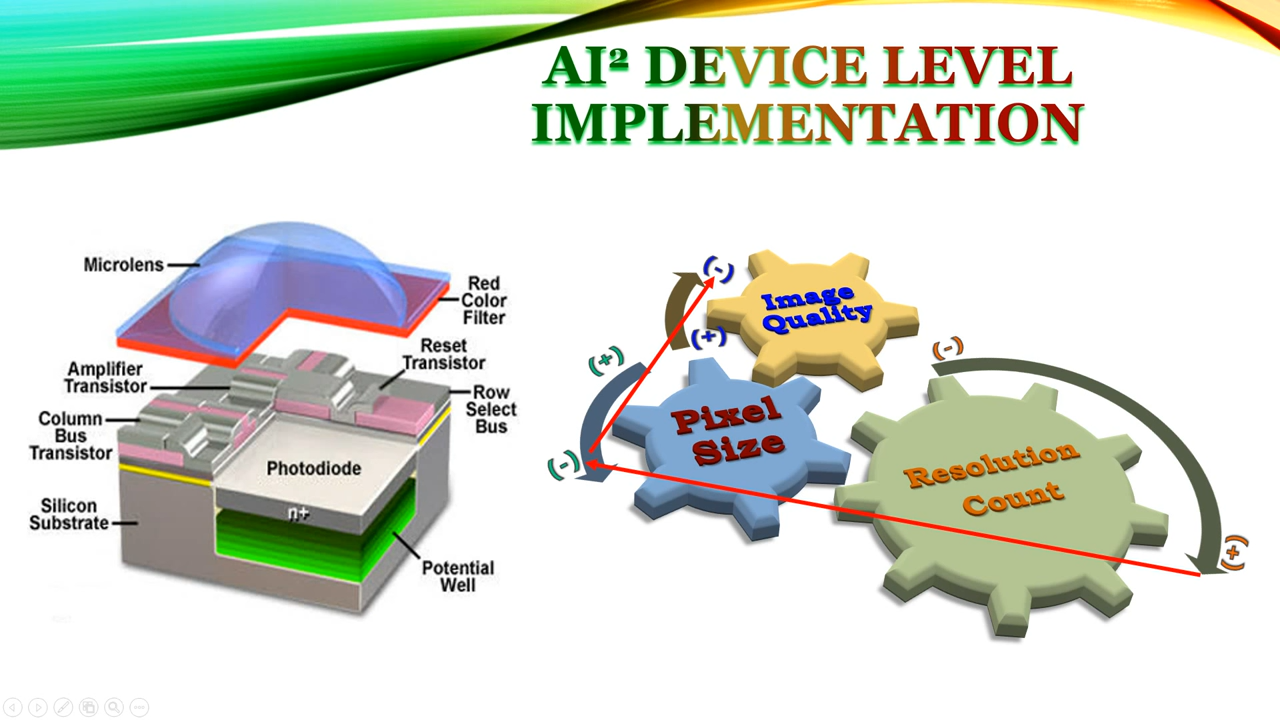 AI² DEVICE LEVEL
IMPLEMENTATION
Microlens
Red
Color
Filter
Reset
Transistor
Amplifier
Transistor
Row
Select
Bus
Column
Bus
Transistor
Photodiode
n+
Silicon
Substrate
Potential
Well
(-)
(+)
Image
Quality
(+)
(-)
Pixel
Size
(-)
(+)
Resolution
Count